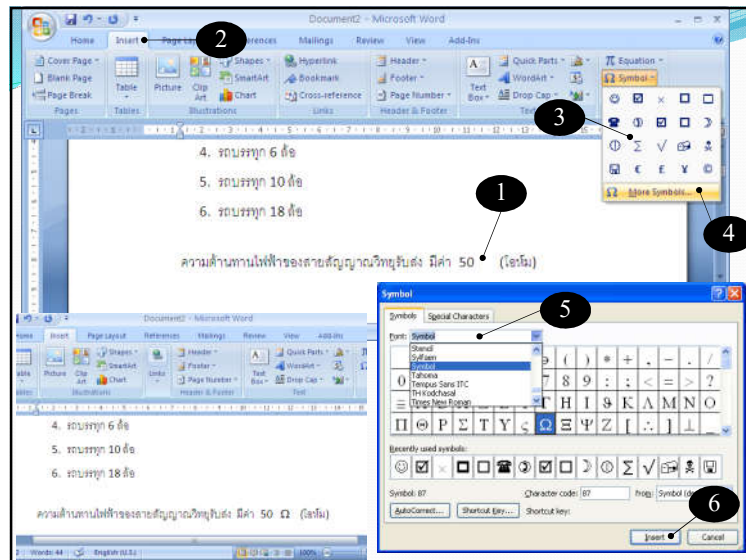 Document2 - Microsoft Word
Home Insert Page Layout References Mailings Review View Add-Ins
2
Cover Page
Blank Page
Page Break
Pages
Table
Tables
Picture Clip Art
Shapes
SmartArt
Chart
Illustrations
Hyperlink
Bookmark
Cross-reference
Links
Header
Footer
Page Number
Header & Footer
Text Box
Quick Parts
WordArt
Drop Cap
Text
π Equation
Ω Symbol
3
€ £ ¥ ©
Ω More Symbols...
4
4. รถบรรทุก 6 ล้อ
5. รถบรรทุก 10 ล้อ
6. รถบรรทุก 18 ล้อ
1
ความต้านทานไฟฟ้าของสายสัญญาณวิทยุรับส่ง มีค่า 50 (โอห์ม)
Document2 - Microsoft Word
Insert Page Layout References Mailings Review View Add-Ins
Table
Picture Clip Art
Shapes
SmartArt
Chart
Illustrations
Links
Header
Footer
Page Number
Header & Footer
Text Box
Quick Parts
WordArt
Drop Cap
Text
4. รถบรรทุก 6 ล้อ
5. รถบรรทุก 10 ล้อ
6. รถบรรทุก 18 ล้อ
ความต้านทานไฟฟ้าของสายสัญญาณวิทยุรับส่ง มีค่า 50 Ω (โอห์ม)
Words: 44 English (U.S.) 100%
Symbol
Symbols Special Characters
5
Font: Symbol
Stencil
Sylfaen
Symbol
Tahoma
Tempus Sans ITC
TH Kodchasal
Times New Roman
( ) * + , − . /
0 7 8 9 : ; < = > ?
≅ Γ Η Ι ϑ Κ Λ Μ Ν Ο
Π Θ Ρ Σ Τ Υ ς Ω Ξ Ψ Ζ [ ∴ ] ⊥ _
Recently used symbols:
Symbol: 87 Character code: 87 from: Symbol (de
AutoCorrect... Shortcut Key... Shortcut key:
6
Insert Cancel